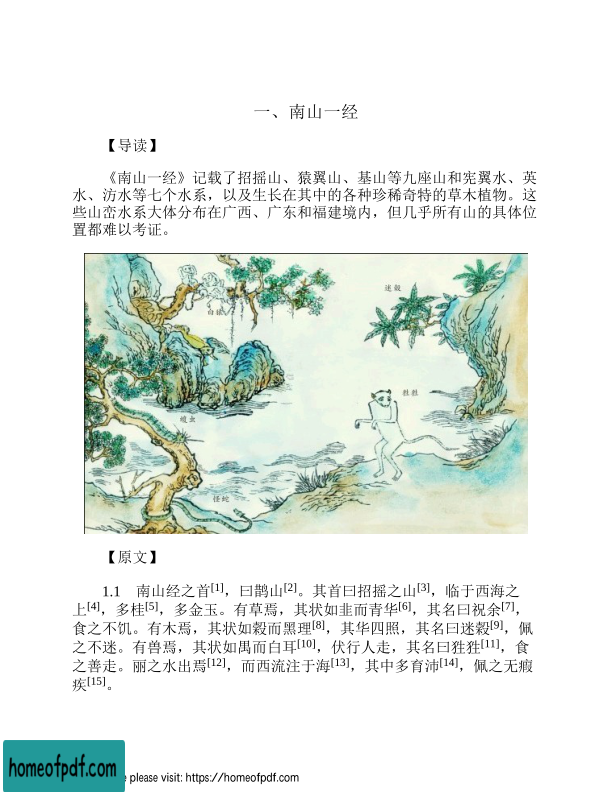 一、南山一经
【导读】
《南山一经》记载了招摇山、猿翼山、基山等九座山和宪翼水、英
水、汸水等七个水系，以及生长在其中的各种珍稀奇特的草木植物。这
些山峦水系大体分布在广西、广东和福建境内，但几乎所有山的具体位
置都难以考证。
迷榖
白猿
狌狌
蝮虫
怪蛇
【原文】
1.1 南山经之首[1]，曰鹊山[2]。其首曰招摇之山[3]，临于西海之
上[4]，多桂[5]，多金玉。有草焉，其状如韭而青华[6]，其名曰祝余[7]，
食之不饥。有木焉，其状如榖而黑理[8]，其华四照，其名曰迷榖[9]，佩
之不迷。有兽焉，其状如禺而白耳[10]，伏行人走，其名曰狌狌[11]，食
之善走。丽之水出焉[12]，而西流注于海[13]，其中多育沛[14]，佩之无瘕
疾[15]。
homeofpdf.com
e please visit: https://homeofpdf.com